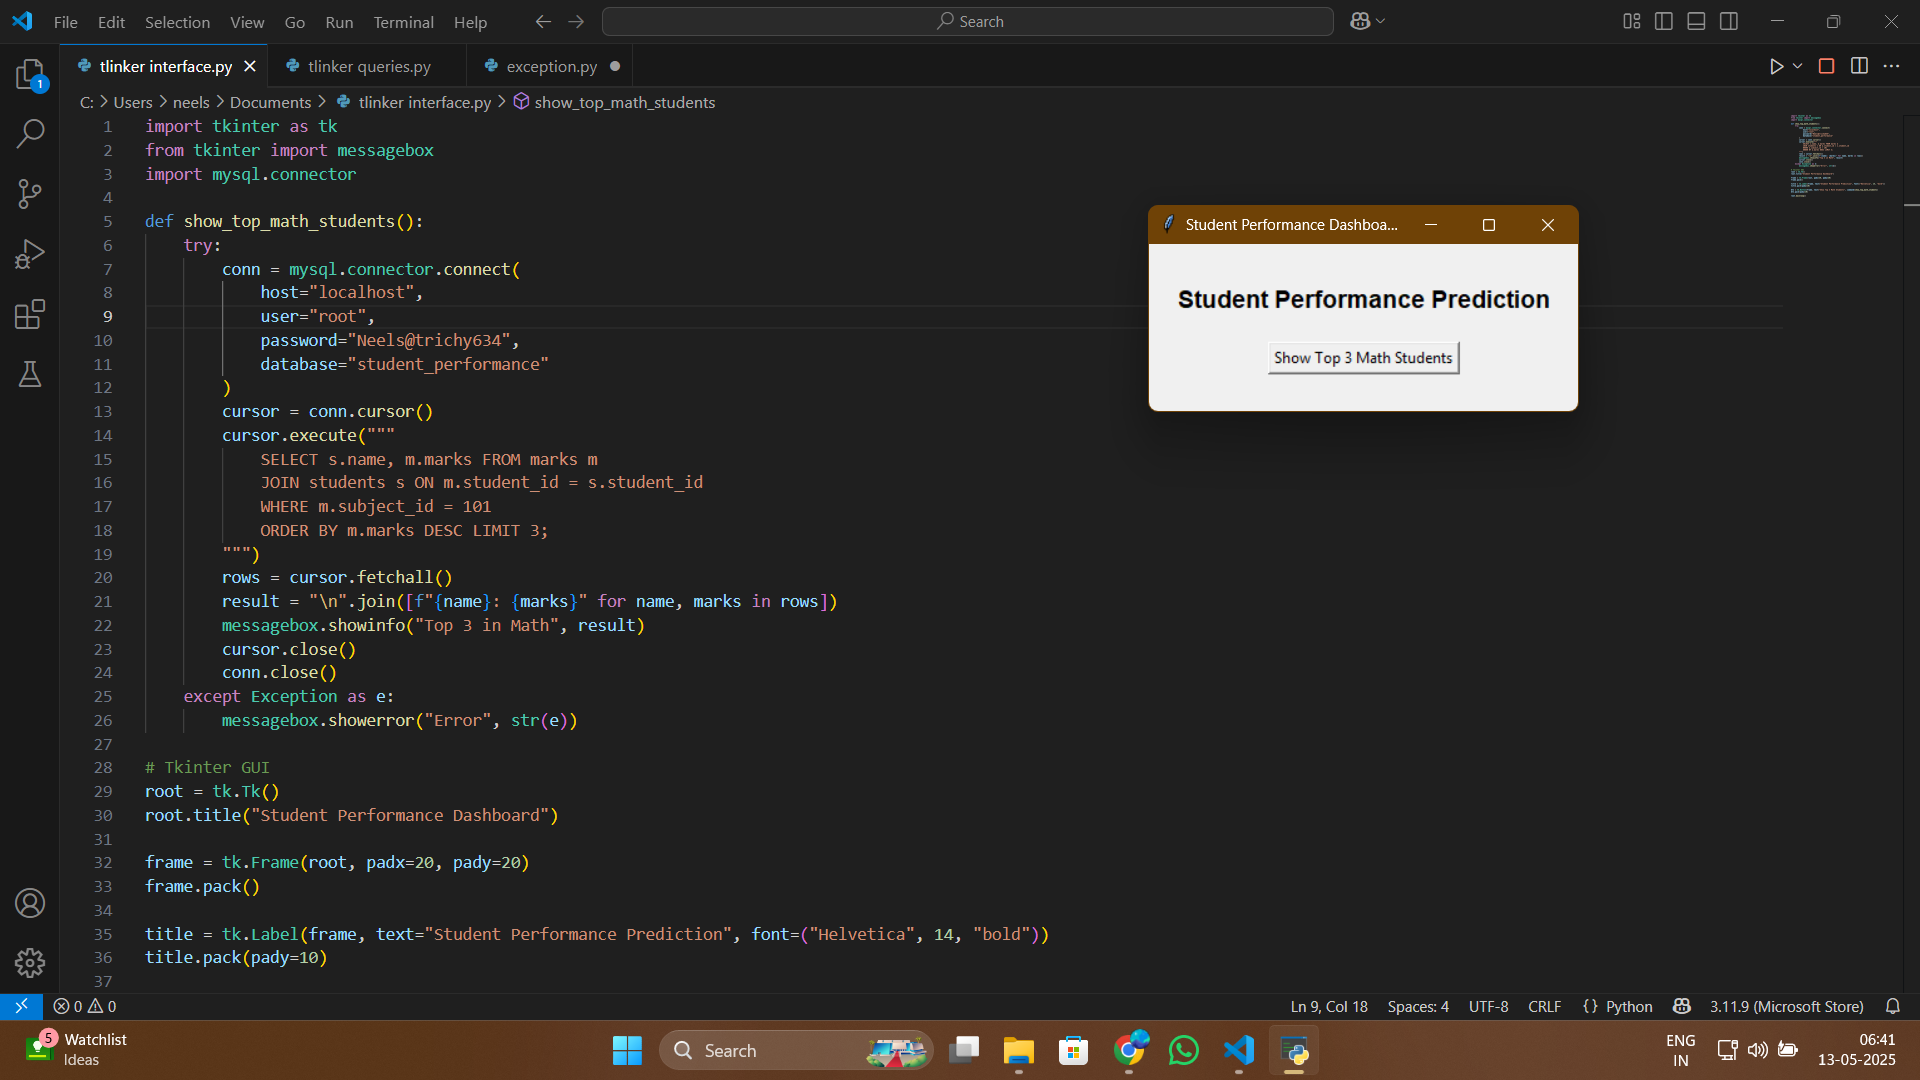 File Edit Selection View Go Run Terminal Help Search
tlinker interface.py tlinker queries.py exception.py
1
C: > Users > neels > Documents > tlinker interface.py > show_top_math_students
1 import tkinter as tk
2 from tkinter import messagebox
3 import mysql.connector
4
5 def show_top_math_students():
6 try:
7 conn = mysql.connector.connect(
8 host="localhost",
9 user="root",
10 password="Neels@trichy634",
11 database="student_performance"
12 )
13 cursor = conn.cursor()
14 cursor.execute("""
15 SELECT s.name, m.marks FROM marks m
16 JOIN students s ON m.student_id = s.student_id
17 WHERE m.subject_id = 101
18 ORDER BY m.marks DESC LIMIT 3;
19 """)
20 rows = cursor.fetchall()
21 result = "\n".join([f"{name}: {marks}" for name, marks in rows])
22 messagebox.showinfo("Top 3 in Math", result)
23 cursor.close()
24 conn.close()
25 except Exception as e:
26 messagebox.showerror("Error", str(e))
27
28 # Tkinter GUI
29 root = tk.Tk()
30 root.title("Student Performance Dashboard")
31
32 frame = tk.Frame(root, padx=20, pady=20)
33 frame.pack()
34
35 title = tk.Label(frame, text="Student Performance Prediction", font=("Helvetica", 14, "bold"))
36 title.pack(pady=10)
37
Student Performance Dashboa...
Student Performance Prediction
Show Top 3 Math Students
0 0 Ln 9, Col 18 Spaces: 4 UTF-8 CRLF {} Python 3.11.9 (Microsoft Store)
5 Watchlist
Ideas
Search
ENG
IN
06:41
13-05-2025